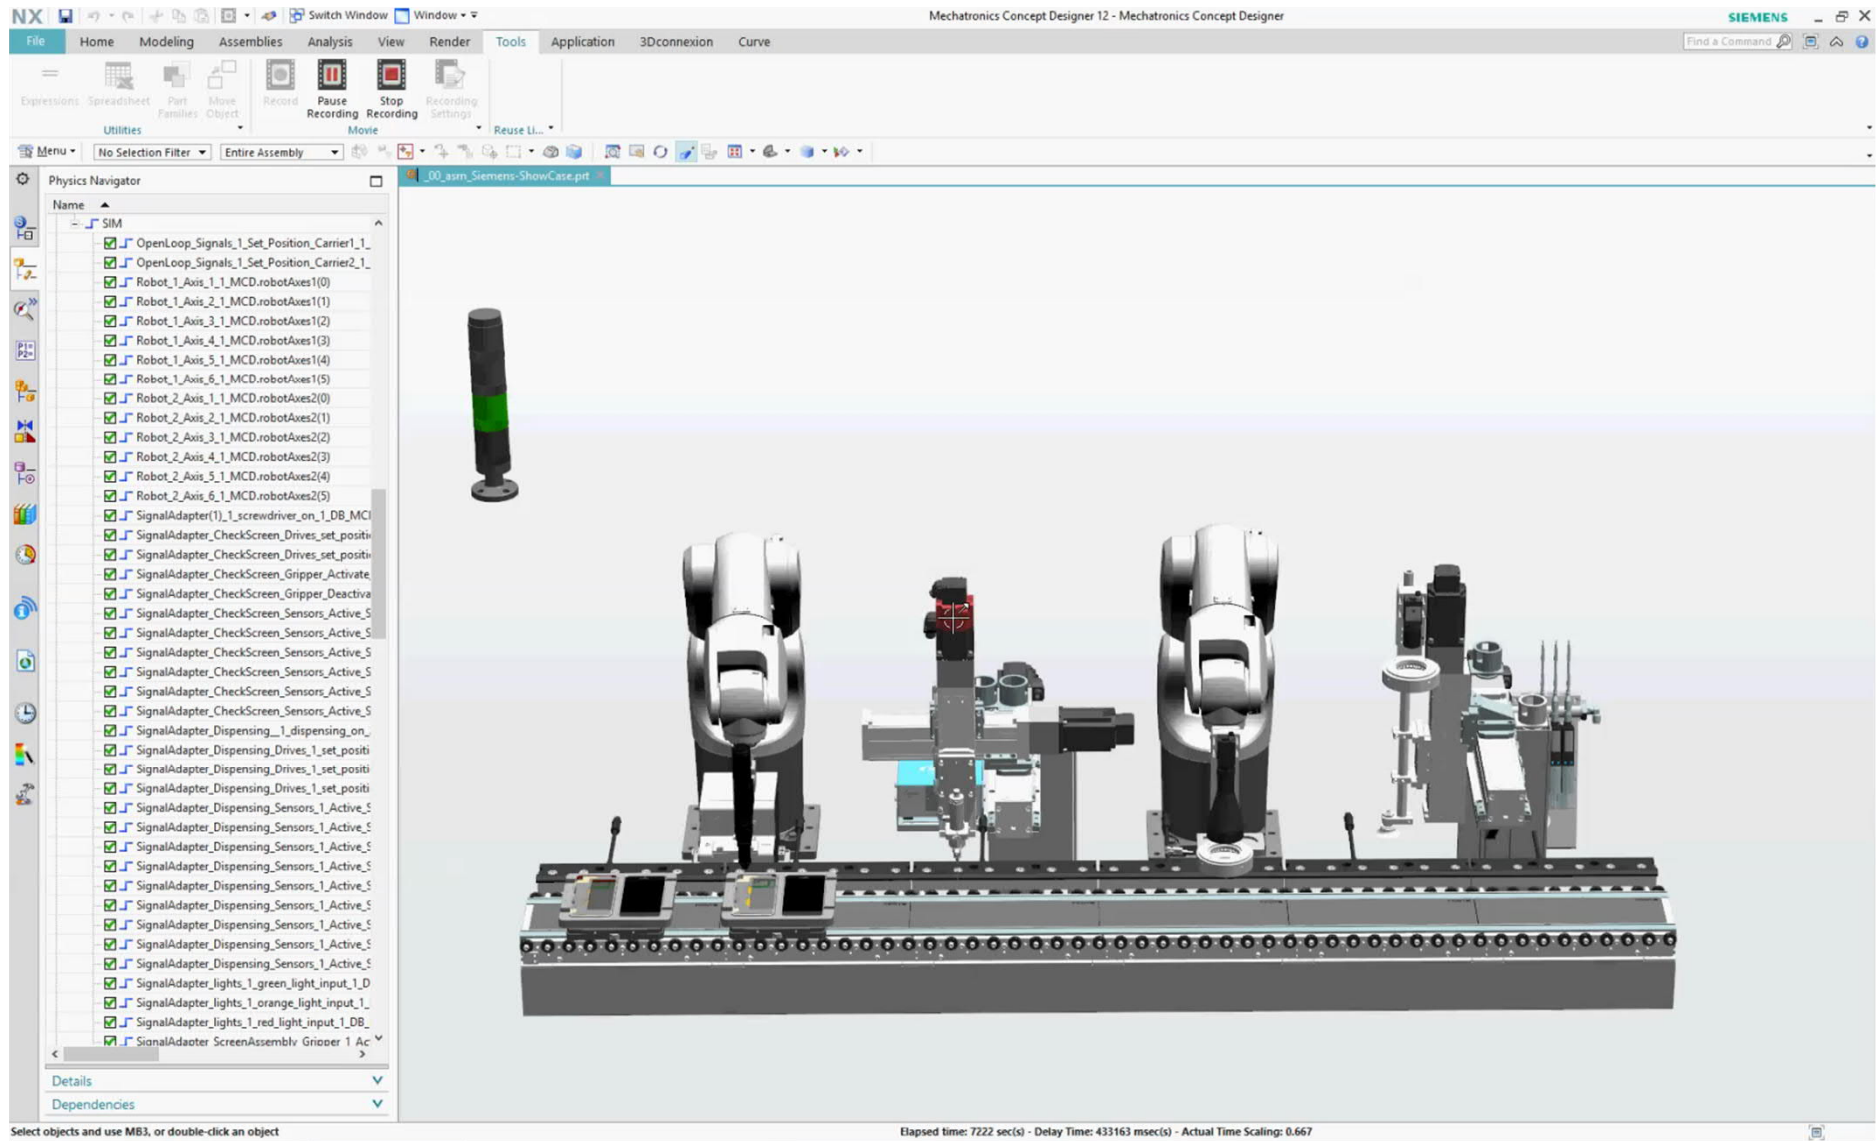 NX
Switch Window
Window
Mechatronics Concept Designer 12 - Mechatronics Concept Designer
SIEMENS
File
Home
Modeling
Assemblies
Analysis
View
Render
Tools
Application
3Dconnexion
Curve
Find a Command
Expressions
Spreadsheet
Part Families
Move Object
Record
Pause Recording
Stop Recording
Recording Settings
Utilities
Movie
Reuse Li...
Menu
No Selection Filter
Entire Assembly
Physics Navigator
_00_asm_Siemens-ShowCase.prt
Name
SIM
OpenLoop_Signals_1_Set_Position_Carrier1_1_
OpenLoop_Signals_1_Set_Position_Carrier2_1_
Robot_1_Axis_1_1_MCD.robotAxes1(0)
Robot_1_Axis_2_1_MCD.robotAxes1(1)
Robot_1_Axis_3_1_MCD.robotAxes1(2)
Robot_1_Axis_4_1_MCD.robotAxes1(3)
Robot_1_Axis_5_1_MCD.robotAxes1(4)
Robot_1_Axis_6_1_MCD.robotAxes1(5)
Robot_2_Axis_1_1_MCD.robotAxes2(0)
Robot_2_Axis_2_1_MCD.robotAxes2(1)
Robot_2_Axis_3_1_MCD.robotAxes2(2)
Robot_2_Axis_4_1_MCD.robotAxes2(3)
Robot_2_Axis_5_1_MCD.robotAxes2(4)
Robot_2_Axis_6_1_MCD.robotAxes2(5)
SignalAdapter(1)_1_screwdriver_on_1_DB_MCI
SignalAdapter_CheckScreen_Drives_set_positi
SignalAdapter_CheckScreen_Drives_set_positi
SignalAdapter_CheckScreen_Gripper_Activate_
SignalAdapter_CheckScreen_Gripper_Deactiva
SignalAdapter_CheckScreen_Sensors_Active_S
SignalAdapter_CheckScreen_Sensors_Active_S
SignalAdapter_CheckScreen_Sensors_Active_S
SignalAdapter_CheckScreen_Sensors_Active_S
SignalAdapter_CheckScreen_Sensors_Active_S
SignalAdapter_CheckScreen_Sensors_Active_S
SignalAdapter_Dispensing__1_dispensing_on_
SignalAdapter_Dispensing_Drives_1_set_positi
SignalAdapter_Dispensing_Drives_1_set_positi
SignalAdapter_Dispensing_Drives_1_set_positi
SignalAdapter_Dispensing_Sensors_1_Active_S
SignalAdapter_Dispensing_Sensors_1_Active_S
SignalAdapter_Dispensing_Sensors_1_Active_S
SignalAdapter_Dispensing_Sensors_1_Active_S
SignalAdapter_Dispensing_Sensors_1_Active_S
SignalAdapter_Dispensing_Sensors_1_Active_S
SignalAdapter_Dispensing_Sensors_1_Active_S
SignalAdapter_Dispensing_Sensors_1_Active_S
SignalAdapter_Dispensing_Sensors_1_Active_S
SignalAdapter_lights_1_green_light_input_1_D
SignalAdapter_lights_1_orange_light_input_1_
SignalAdapter_lights_1_red_light_input_1_DB_
SignalAdapter_ScreenAssembly_Gripper_1_Ac
Details
Dependencies
Select objects and use MB3, or double-click an object
Elapsed time: 7222 sec(s) - Delay Time: 433163 msec(s) - Actual Time Scaling: 0.667